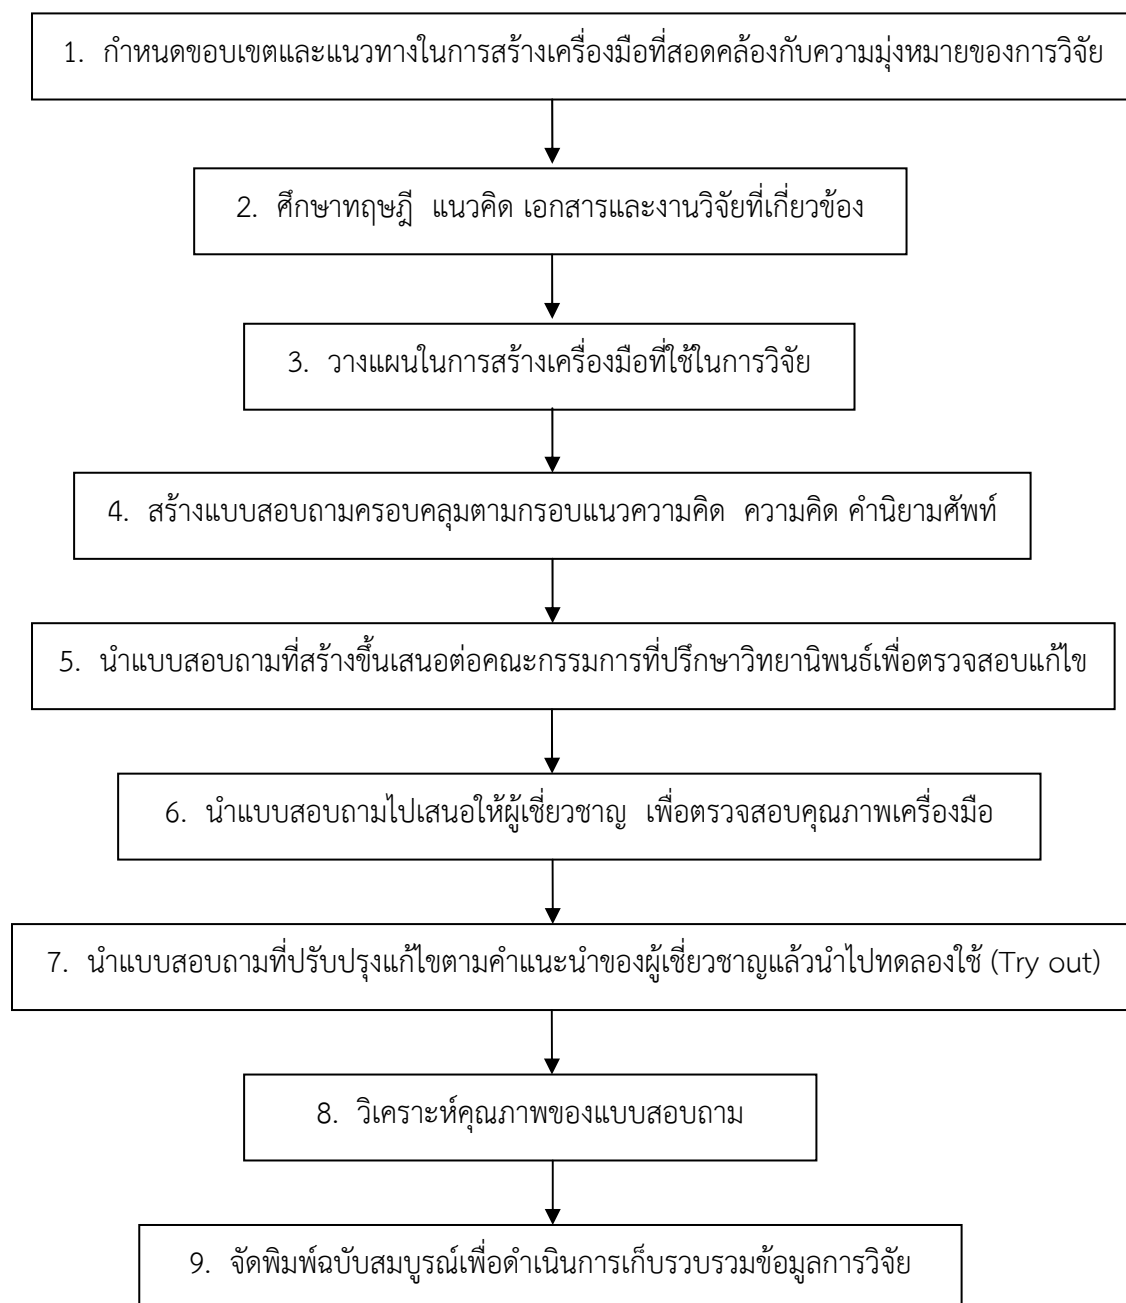 1. กำหนดขอบเขตและแนวทางในการสร้างเครื่องมือที่สอดคล้องกับความมุ่งหมายของการวิจัย
2. ศึกษาทฤษฎี แนวคิด เอกสารและงานวิจัยที่เกี่ยวข้อง
3. วางแผนในการสร้างเครื่องมือที่ใช้ในการวิจัย
4. สร้างแบบสอบถามครอบคลุมตามกรอบแนวความคิด ความคิด คำนิยามศัพท์
5. นำแบบสอบถามที่สร้างขึ้นเสนอต่อคณะกรรมการที่ปรึกษาวิทยานิพนธ์เพื่อตรวจสอบแก้ไข
6. นำแบบสอบถามไปเสนอให้ผู้เชี่ยวชาญ เพื่อตรวจสอบคุณภาพเครื่องมือ
7. นำแบบสอบถามที่ปรับปรุงแก้ไขตามคำแนะนำของผู้เชี่ยวชาญแล้วนำไปทดลองใช้ (Try out)
8. วิเคราะห์คุณภาพของแบบสอบถาม
9. จัดพิมพ์ฉบับสมบูรณ์เพื่อดำเนินการเก็บรวบรวมข้อมูลการวิจัย